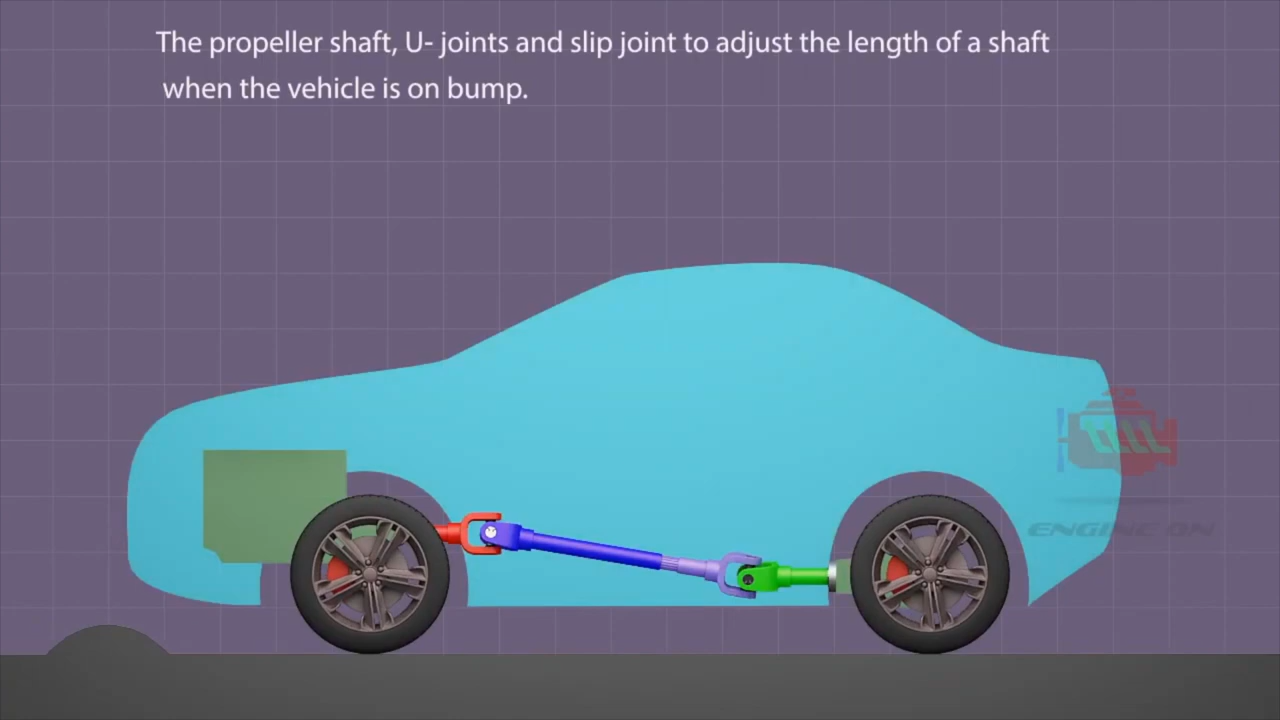 The propeller shaft, U- joints and slip joint to adjust the length of a shaft
when the vehicle is on bump.
ENGINE ON